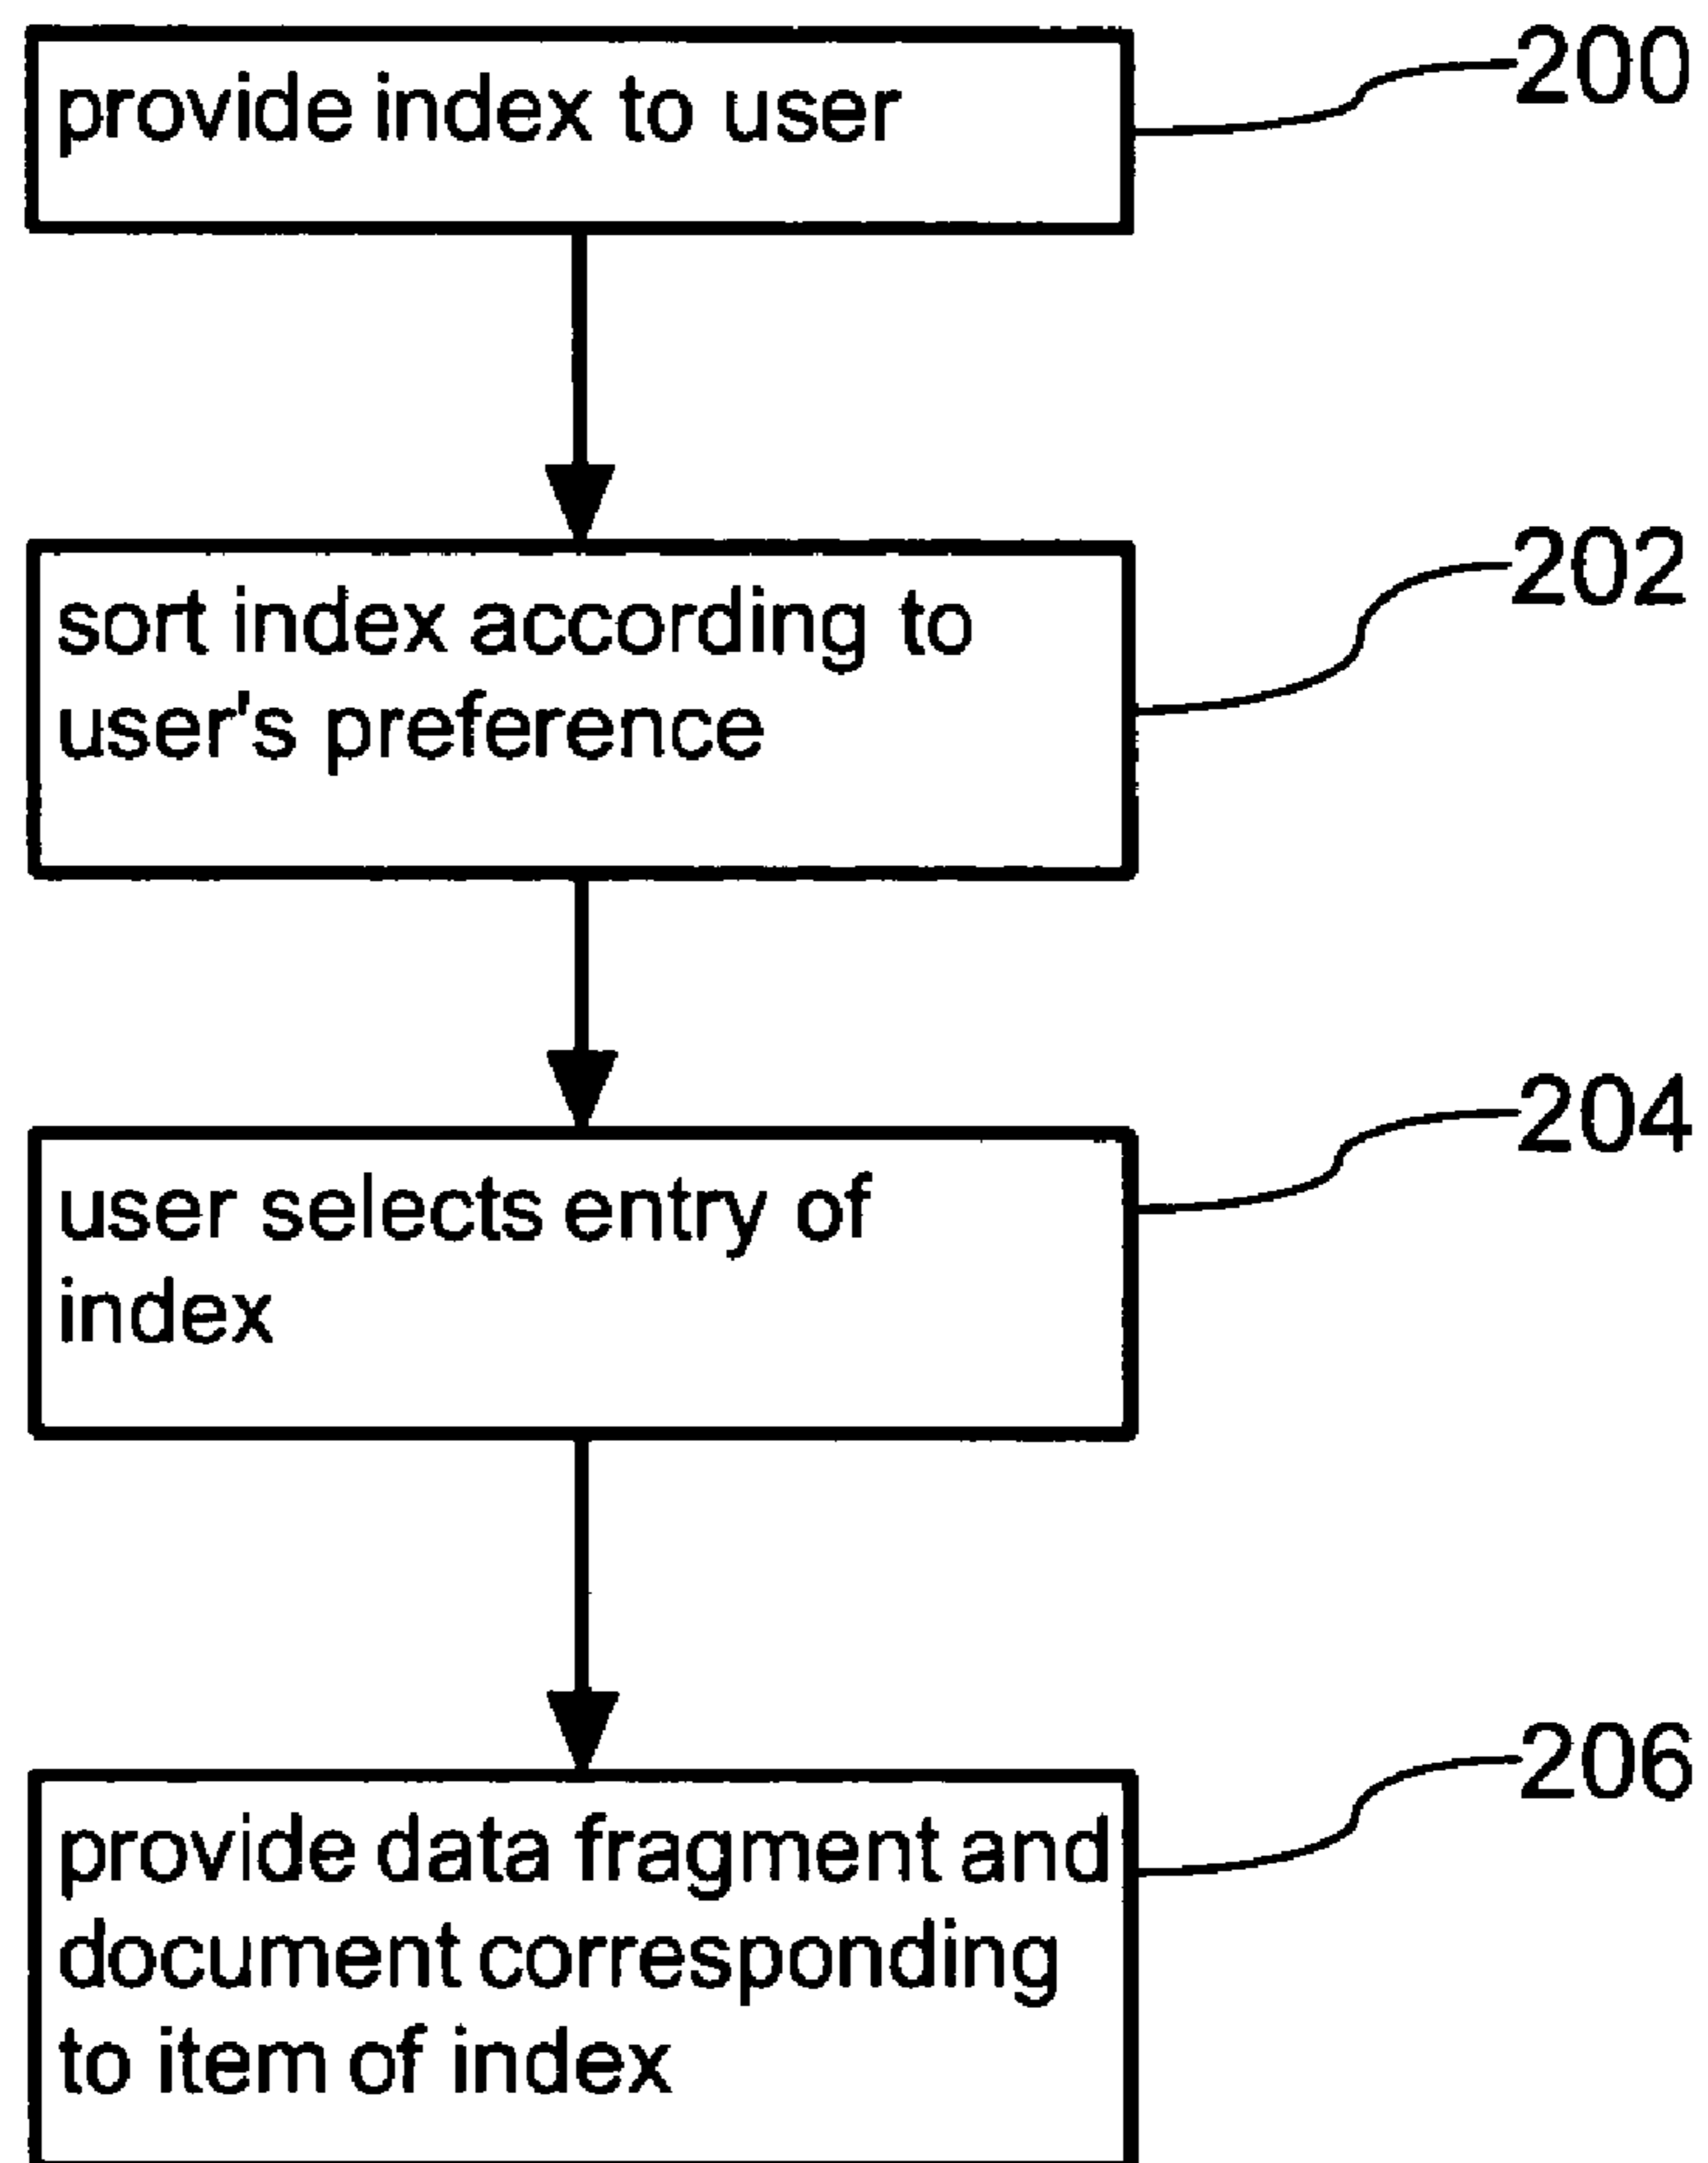 provide index to user
200
sort index according to
user's preference
202
user selects entry of
index
204
provide data fragment and
document corresponding
to item of index
206